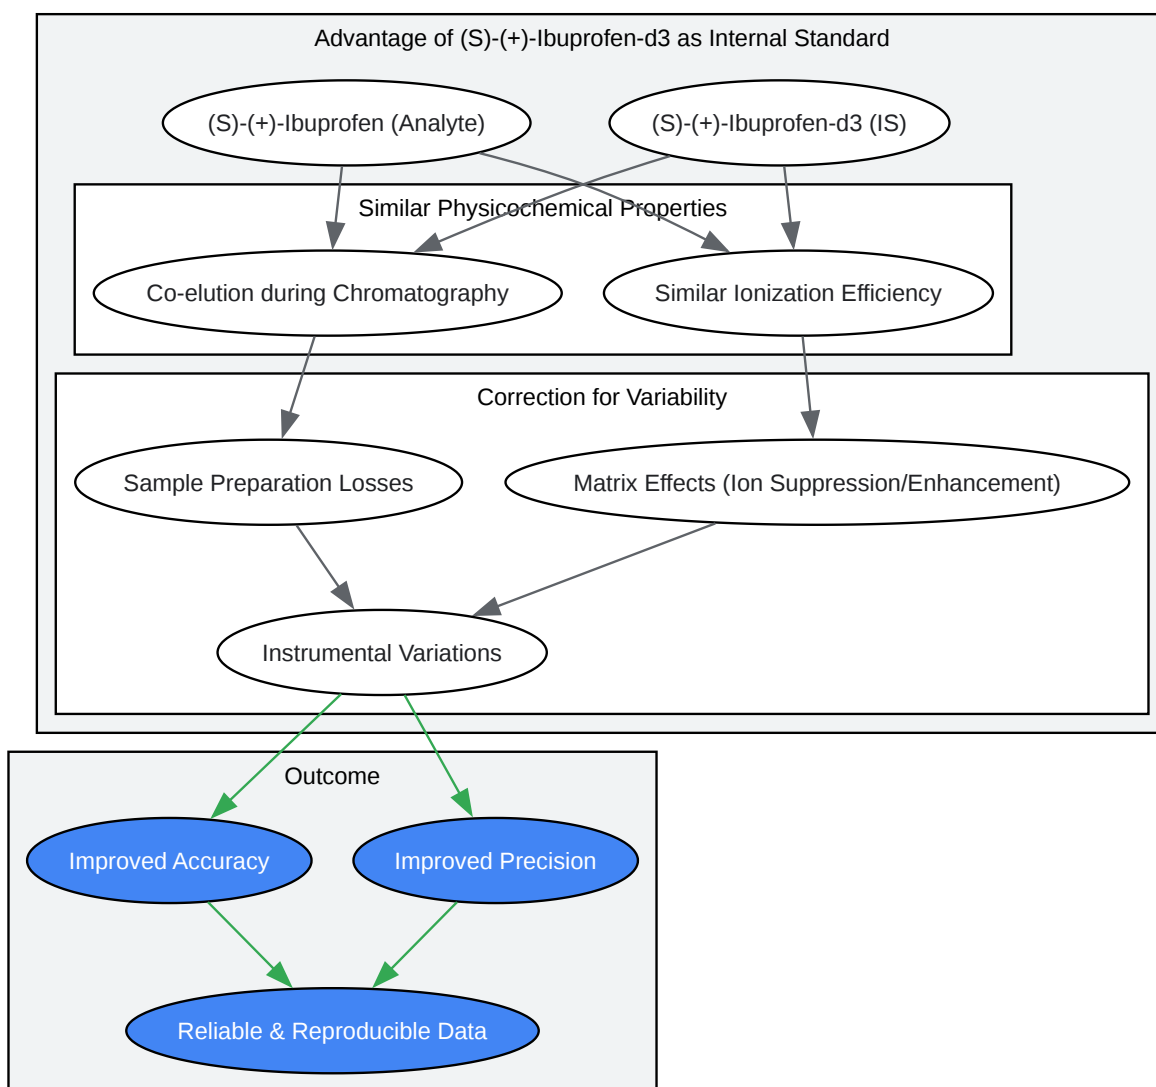 Advantage of (S)-(+)-Ibuprofen-d3 as Internal Standard
(S)-(+)-Ibuprofen (Analyte)
(S)-(+)-Ibuprofen-d3 (IS)
Similar Physicochemical Properties
Co-elution during Chromatography
Similar Ionization Efficiency
Correction for Variability
Sample Preparation Losses
Matrix Effects (Ion Suppression/Enhancement)
Instrumental Variations
Outcome
Improved Accuracy
Improved Precision
Reliable & Reproducible Data